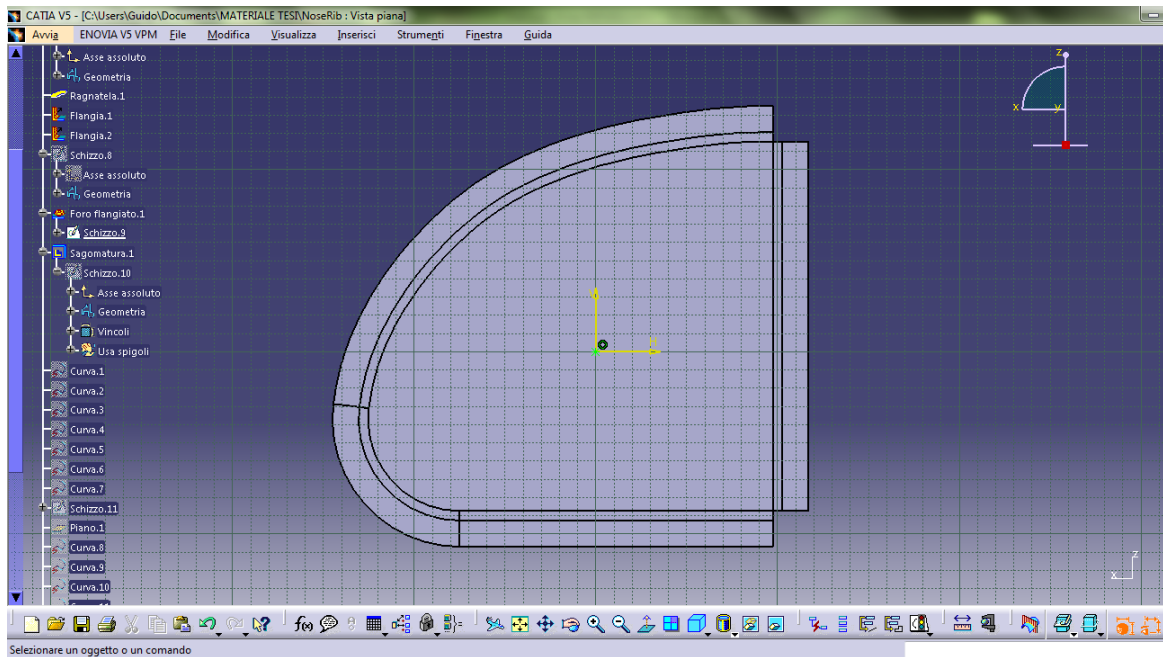 CATIA V5 - [C:\Users\Guido\Documents\MATERIALE TESI\NoseRib : Vista piana]
Avvia ENOVIA V5 VPM File Modifica Visualizza Inserisci Strumenti Finestra Guida
Asse assoluto
Geometria
Ragnatela.1
Flangia.1
Flangia.2
Schizzo.8
Asse assoluto
Geometria
Foro flangiato.1
Schizzo.9
Sagomatura.1
Schizzo.10
Asse assoluto
Geometria
Vincoli
Usa spigoli
Curva.1
Curva.2
Curva.3
Curva.4
Curva.5
Curva.6
Curva.7
Schizzo.11
Piano.1
Curva.8
Curva.9
Curva.10
z
x y
V
H
z
x
f(x)
Selezionare un oggetto o un comando